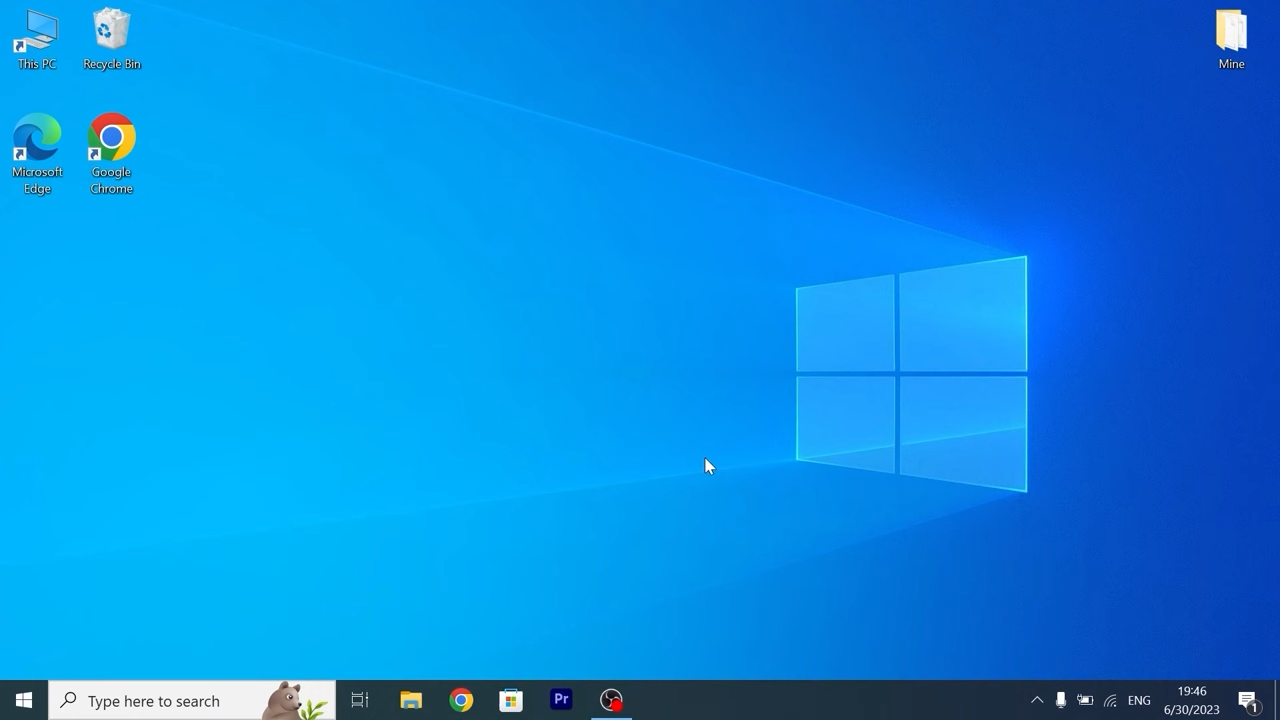 This PC
Recycle Bin
Mine
Microsoft
Edge
Google
Chrome
Type here to search
Pr
ENG
19:46
6/30/2023
1